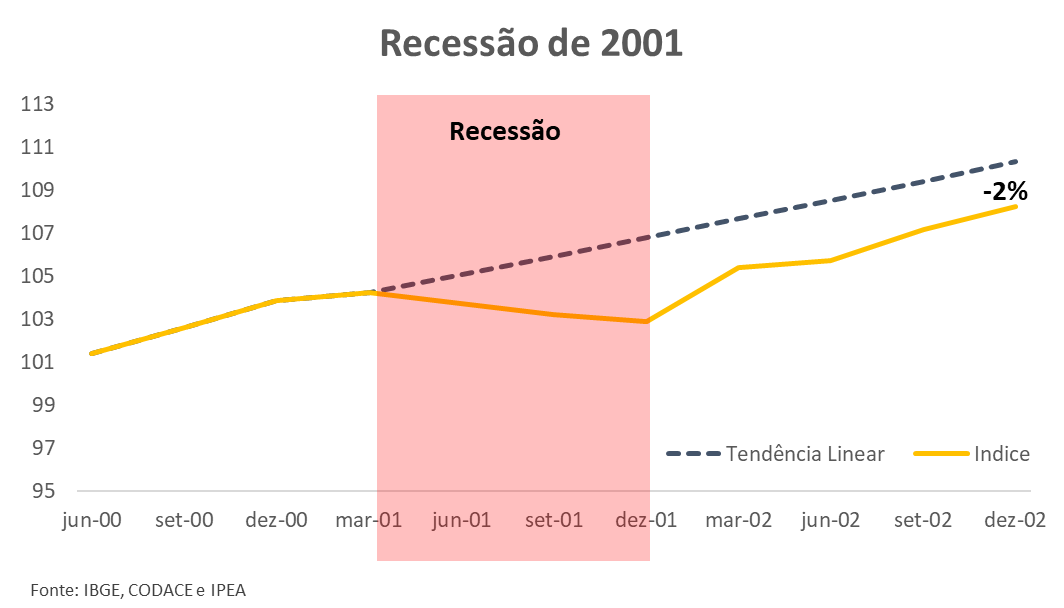 Recessão de 2001
113
Recessão
111
109
-2%
107
105
103
101
99
97
Tendência Linear Indice
95
jun-00 set-00 dez-00 mar-01 jun-01 set-01 dez-01 mar-02 jun-02 set-02 dez-02
Fonte: IBGE, CODACE e IPEA